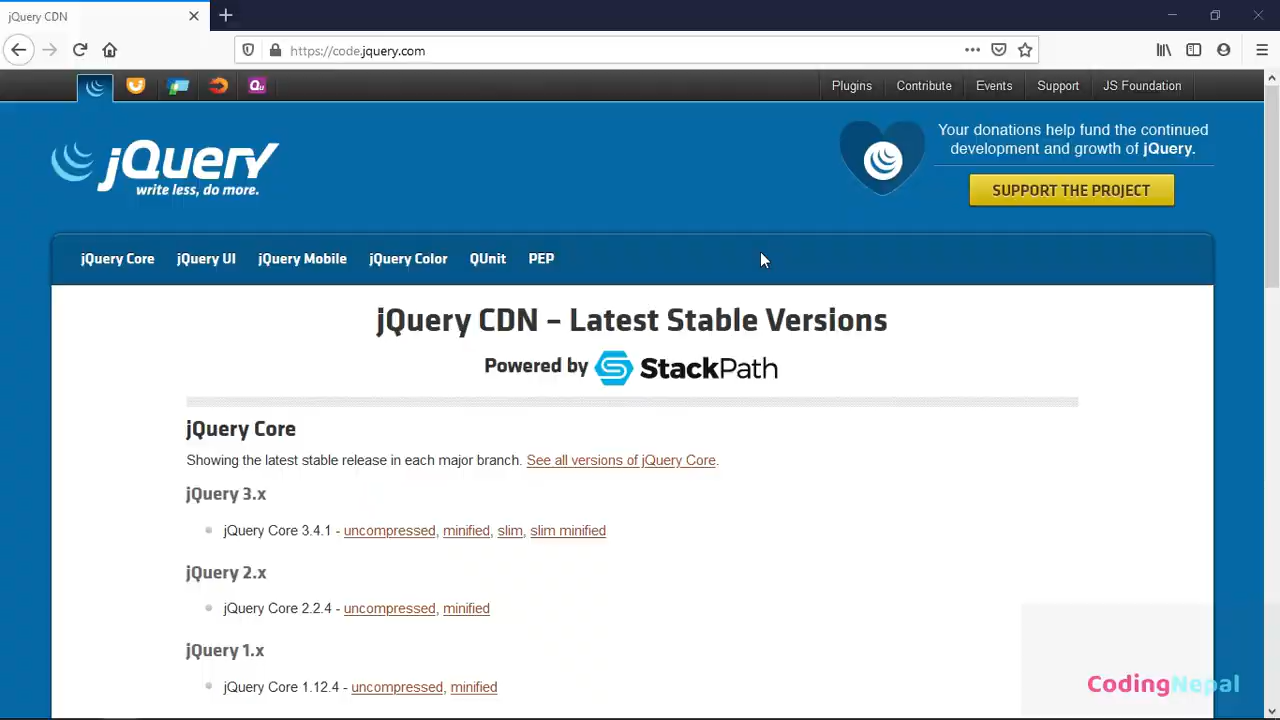 jQuery CDN
https://code.jquery.com
Qu
Plugins Contribute Events Support JS Foundation
jQuery
write less, do more.
Your donations help fund the continued
development and growth of jQuery.
SUPPORT THE PROJECT
jQuery Core jQuery UI jQuery Mobile jQuery Color QUnit PEP
jQuery CDN – Latest Stable Versions
Powered by StackPath
jQuery Core
Showing the latest stable release in each major branch. See all versions of jQuery Core.
jQuery 3.x
jQuery Core 3.4.1 - uncompressed, minified, slim, slim minified
jQuery 2.x
jQuery Core 2.2.4 - uncompressed, minified
jQuery 1.x
jQuery Core 1.12.4 - uncompressed, minified
CodingNepal